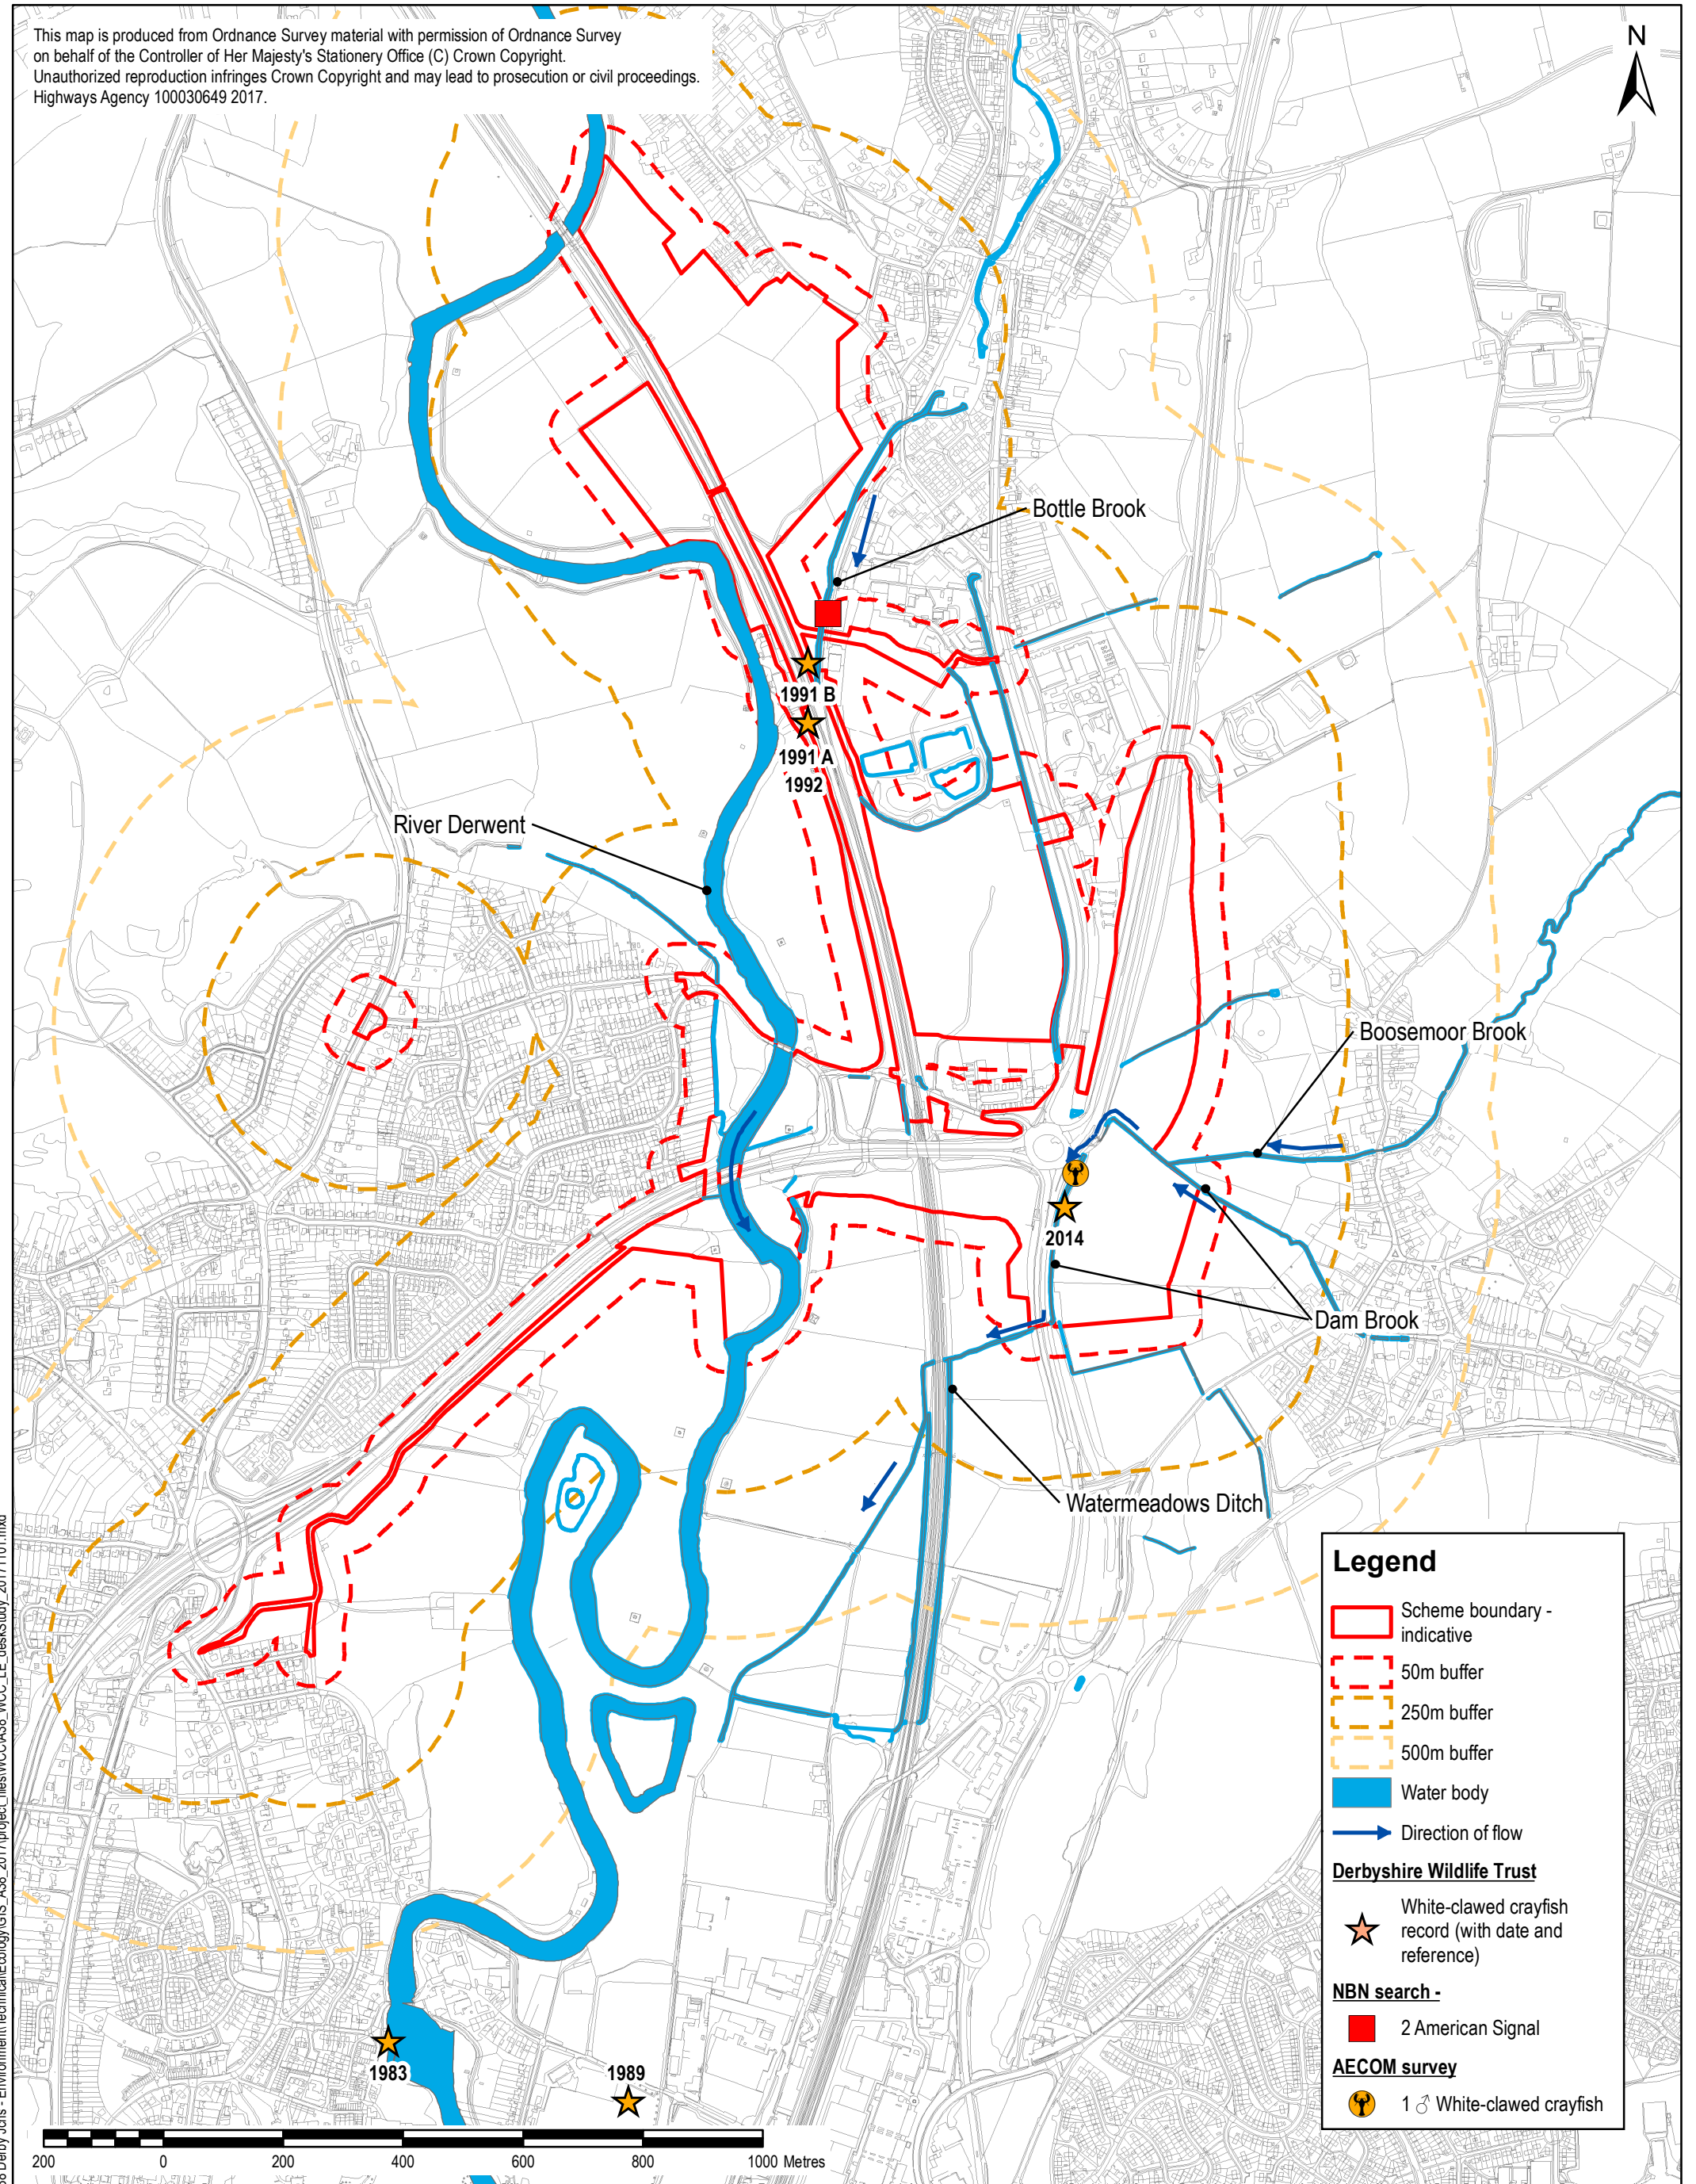 This map is produced from Ordnance Survey material with permission of Ordnance Survey
on behalf of the Controller of Her Majesty's Stationery Office (C) Crown Copyright.
Unauthorized reproduction infringes Crown Copyright and may lead to prosecution or civil proceedings.
Highways Agency 100030649 2017.
N
Bottle Brook
1991 B
1991 A
1992
River Derwent
Boosemoor Brook
2014
Dam Brook
Watermeadows Ditch
1983
1989
Legend
Scheme boundary -
indicative
50m buffer
250m buffer
500m buffer
Water body
Direction of flow
Derbyshire Wildlife Trust
White-clawed crayfish
record (with date and
reference)
NBN search -
2 American Signal
AECOM survey
1 ♂ White-clawed crayfish
200 0 200 400 600 800 1000 Metres